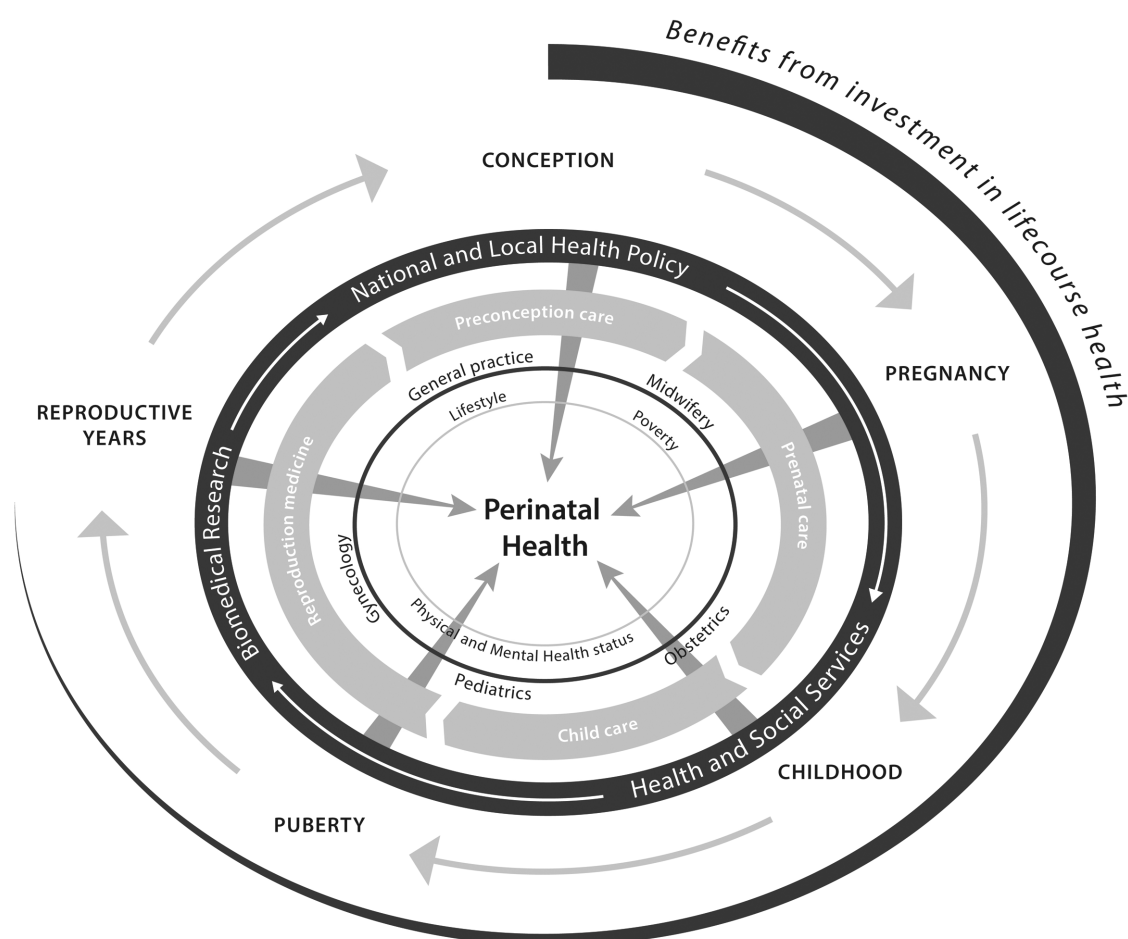 Benefits from investment in lifecourse health
CONCEPTION
PREGNANCY
CHILDHOOD
PUBERTY
REPRODUCTIVE
YEARS
National and Local Health Policy
Health and Social Services
Biomedical Research
Preconception care
Prenatal care
Child care
Reproduction medicine
General practice
Midwifery
Obstetrics
Pediatrics
Gynecology
Lifestyle
Poverty
Physical and Mental Health status
Perinatal
Health